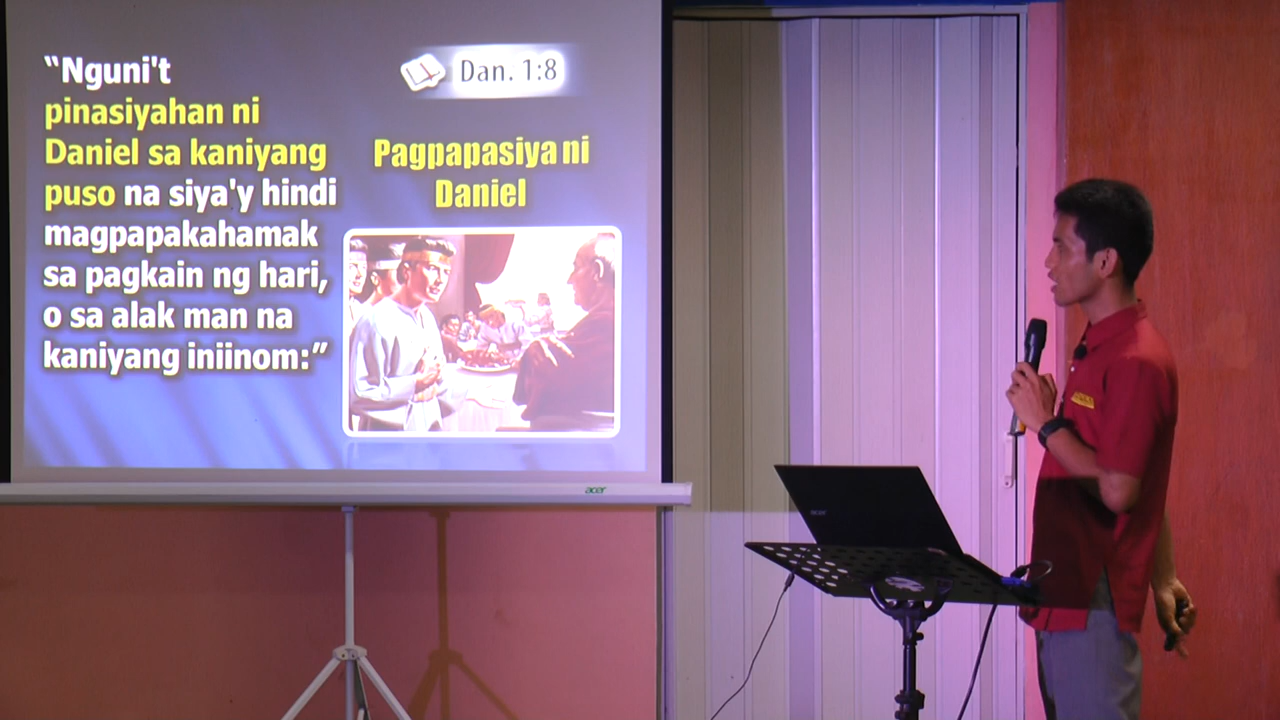 “Nguni't
pinasiyahan ni
Daniel sa kaniyang
puso na siya'y hindi
magpapakahamak
sa pagkain ng hari,
o sa alak man na
kaniyang iniinom:”
Dan. 1:8
Pagpapasiya ni
Daniel
acer
acer